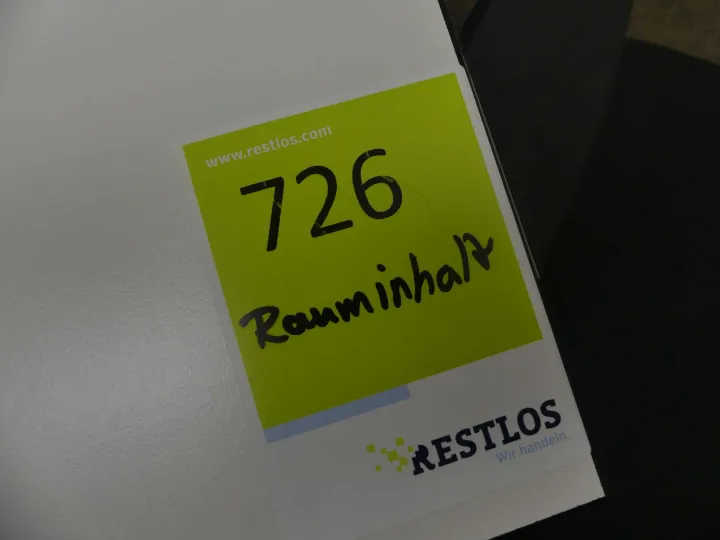 www.restlos.com
726
Rauminhalt
RESTLOS
Wir handeln.